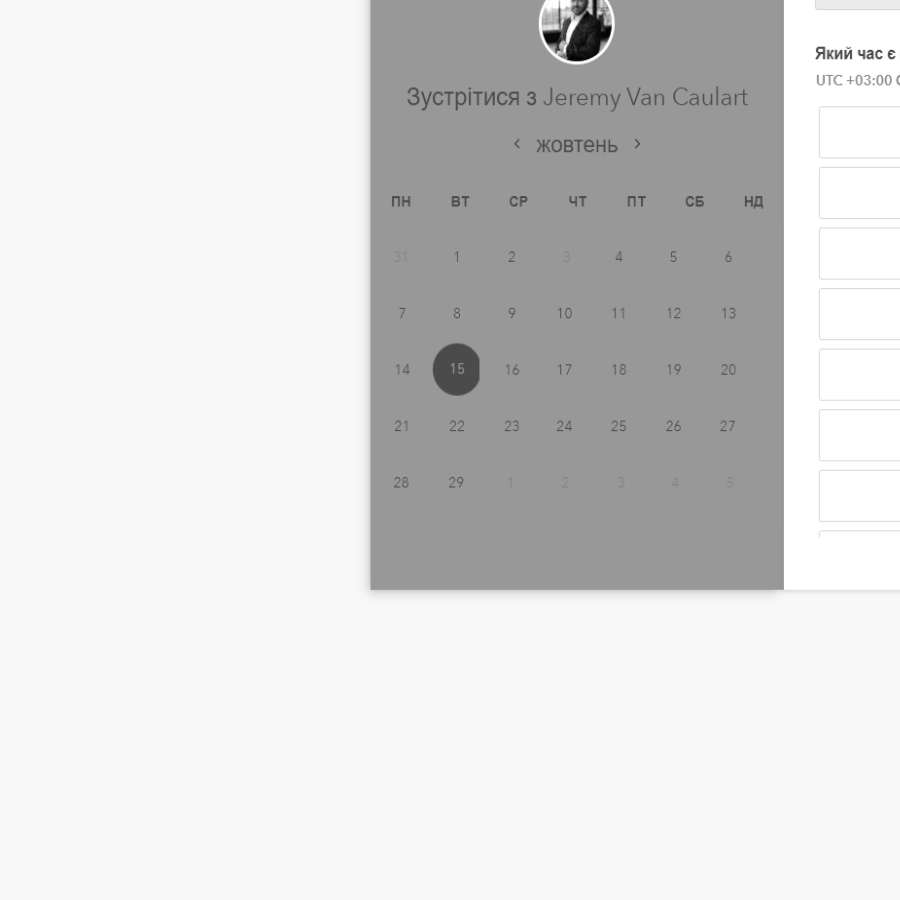 Зустрітися з Jeremy Van Caulart
‹ жовтень ›
ПН ВТ СР ЧТ ПТ СБ НД
31 1 2 3 4 5 6
7 8 9 10 11 12 13
14 15 16 17 18 19 20
21 22 23 24 25 26 27
28 29 1 2 3 4 5
Який час є
UTC +03:00